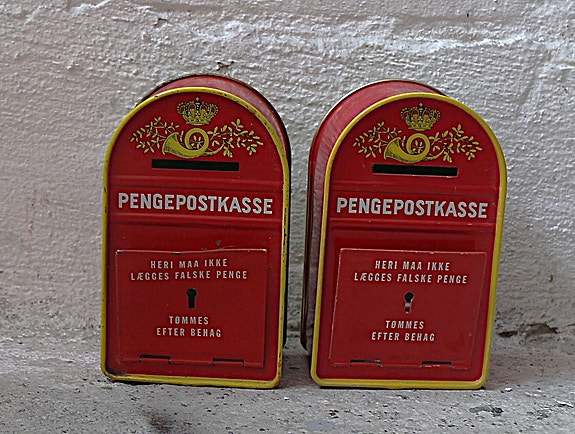 PENGEPOSTKASSE
HERI MAA IKKE
LÆGGES FALSKE PENGE
TØMMES
EFTER BEHAG
PENGEPOSTKASSE
HERI MAA IKKE
LÆGGES FALSKE PENGE
TØMMES
EFTER BEHAG